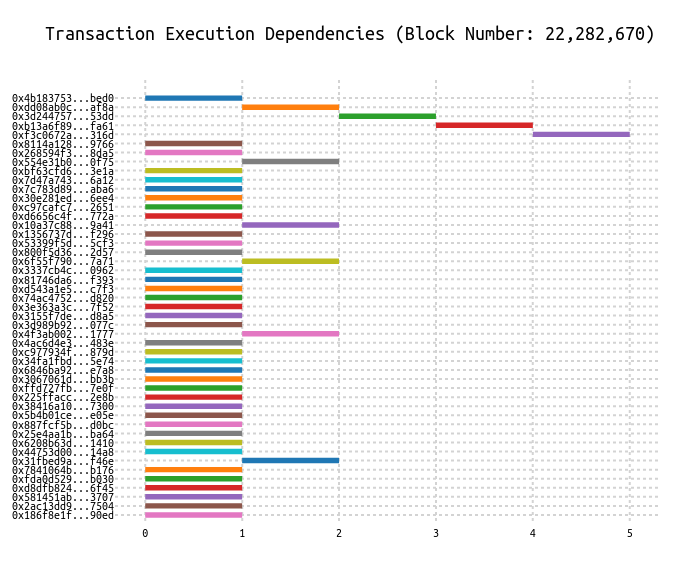 Transaction Execution Dependencies (Block Number: 22,282,670)
0x4b183753...bed0
0xdd08ab0c...af8a
0x3d244757...53dd
0xb13a6f89...fa61
0xf3c0672a...316d
0x8114a128...9766
0x268594f3...8da5
0x554e31b0...0f75
0xbf63cfd6...3e1a
0x7d47a743...6a12
0x7c783d89...aba6
0x30e281ed...6ee4
0xc97cafc7...2651
0xd6656c4f...772a
0x10a37c88...9a41
0x1356737d...f296
0x53399f5d...5cf3
0x800f5d36...2d57
0x6f55f790...7a71
0x3337cb4c...0962
0x81746da6...f393
0xd543a1e5...c7f3
0x74ac4752...d820
0x3e363a3c...7f52
0x3155f7de...d8a5
0x3d989b92...077c
0x4f3ab002...1777
0x4ac6d4e3...483e
0xc977934f...879d
0x34fa1fbd...5e74
0x6846ba92...e7a8
0x3067061d...bb3b
0xffd727fb...7e0f
0x225ffacc...2e8b
0x38416a10...7300
0x5b4b01ce...e05e
0x887fcf5b...d0bc
0x25e4aa1b...ba64
0x6208b63d...1410
0x44753d00...14a8
0x31fbed9a...f46e
0x7841064b...b176
0xfda0d529...b030
0xd8dfb824...6f45
0x581451ab...3707
0x2ac13dd9...7504
0x186f8e1f...90ed
0 1 2 3 4 5